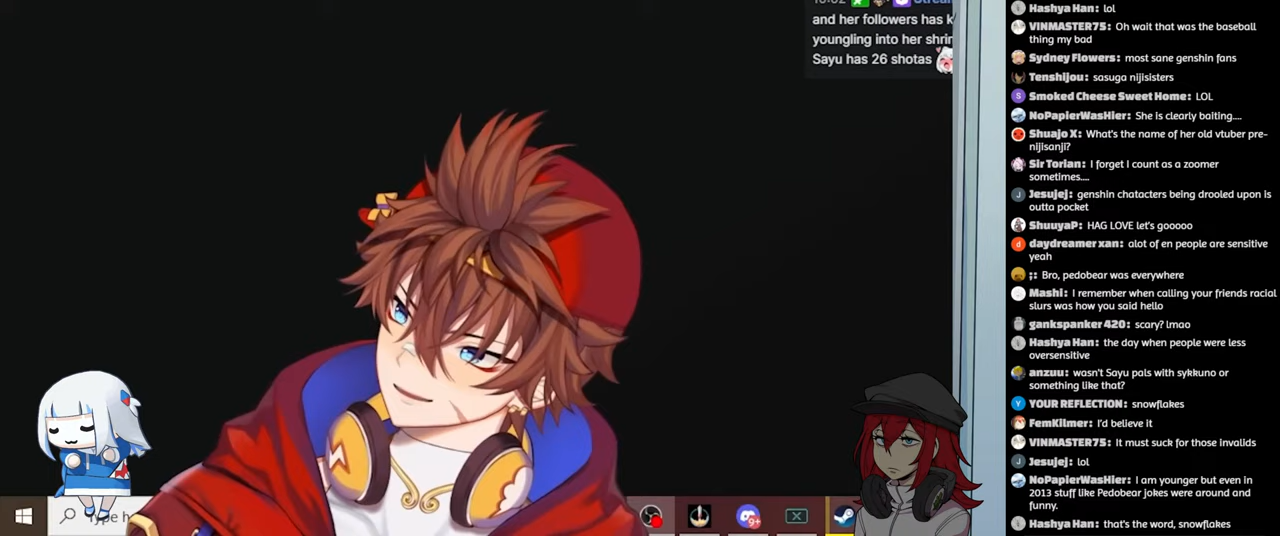 and her followers has k
youngling into her shrin
Sayu has 26 shotas
Type h
9+
Hashya Han: lol
VINMASTER75: Oh wait that was the baseball
thing my bad
Sydney Flowers: most sane genshin fans
Tenshijou: sasuga nijisisters
S Smoked Cheese Sweet Home: LOL
NoPapierWasHier: She is clearly baiting....
Shuajo X: What's the name of her old vtuber pre-
nijisanji?
Sir Torian: I forget I count as a zoomer
sometimes....
J Jesujej: genshin chatacters being drooled upon is
outta pocket
ShuuyaP: HAG LOVE let's gooooo
d daydreamer xan: alot of en people are sensitive
yeah
;: Bro, pedobear was everywhere
Mashi: I remember when calling your friends racial
slurs was how you said hello
gankspanker 420: scary? lmao
Hashya Han: the day when people were less
oversensitive
anzuu: wasn't Sayu pals with sykkuno or
something like that?
Y YOUR REFLECTION: snowflakes
FemKilmer: I'd believe it
VINMASTER75: It must suck for those invalids
J Jesujej: lol
NoPapierWasHier: I am younger but even in
2013 stuff like Pedobear jokes were around and
funny.
Hashya Han: that's the word, snowflakes